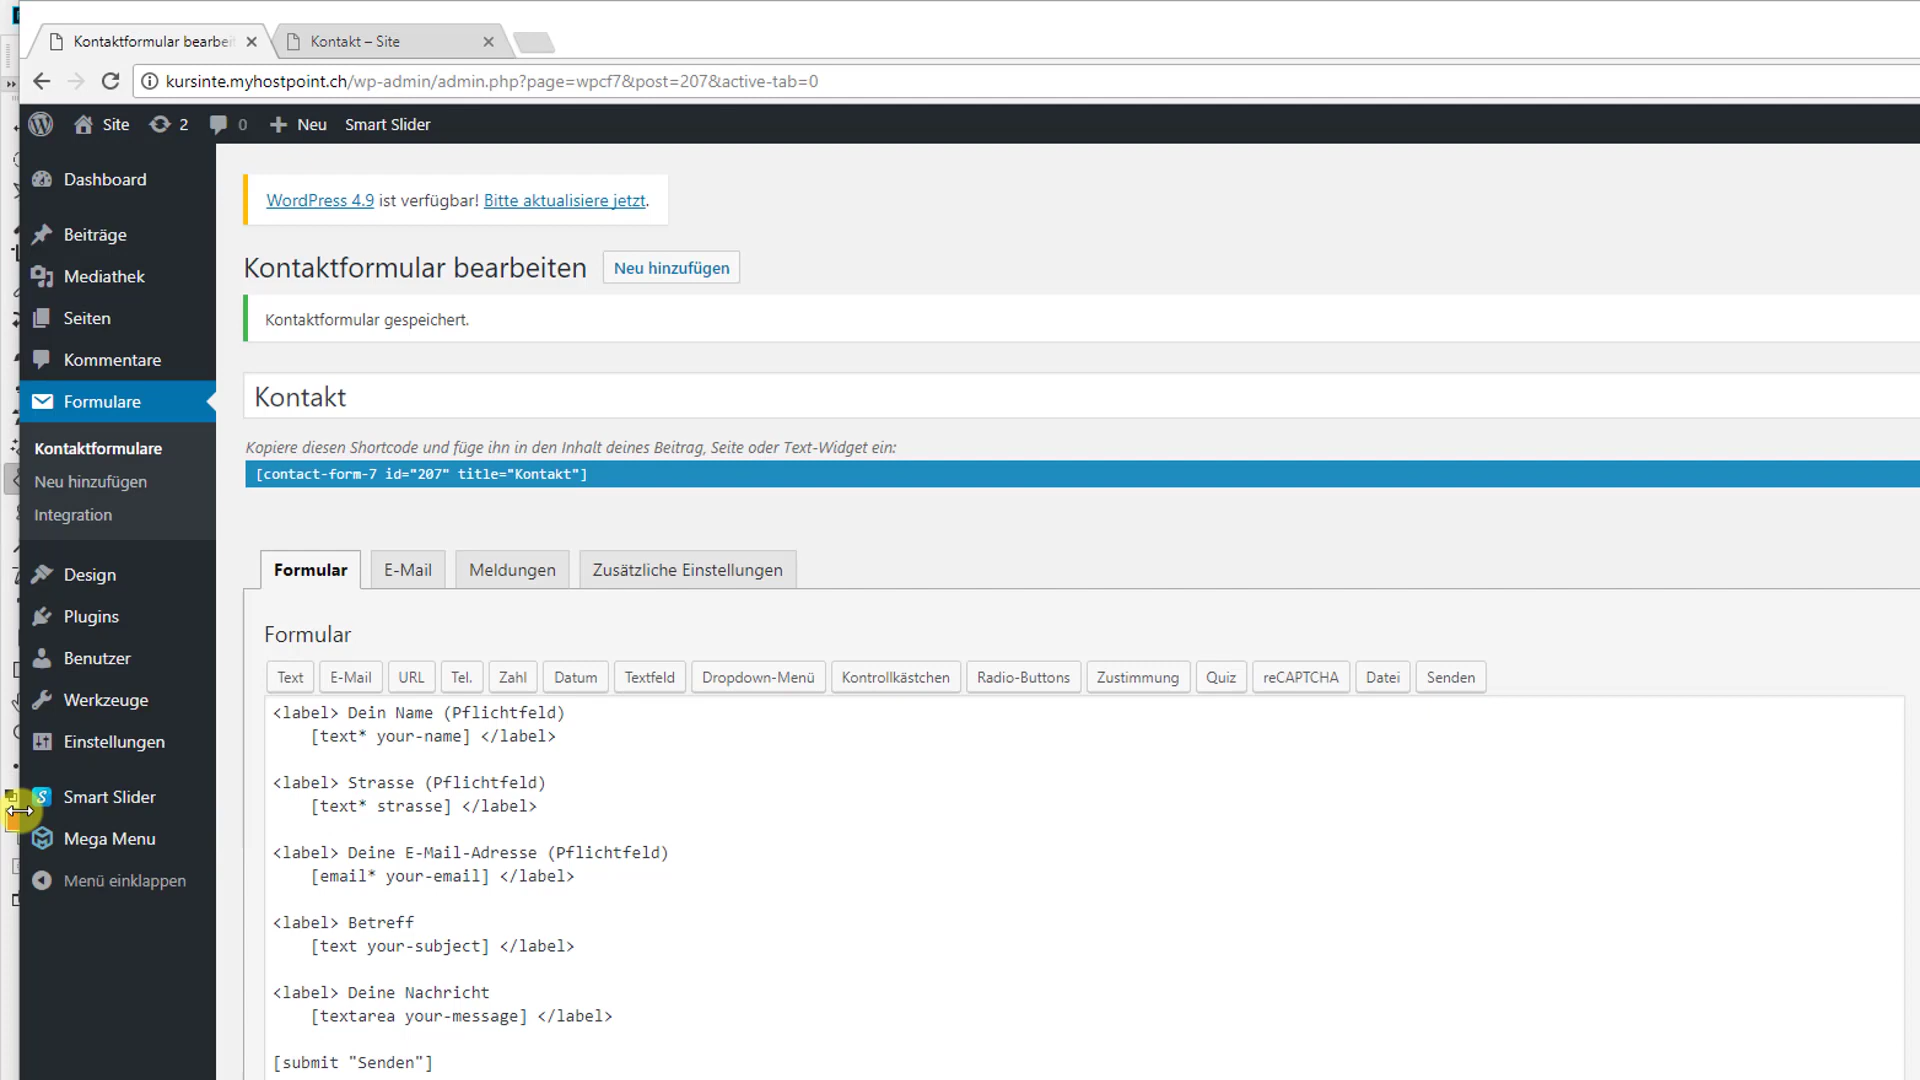 Kontaktformular bearbei
Kontakt – Site
kursinte.myhostpoint.ch/wp-admin/admin.php?page=wpcf7&post=207&active-tab=0
Site
2
0
Neu
Smart Slider
Dashboard
Beiträge
Mediathek
Seiten
Kommentare
Formulare
Kontaktformulare
Neu hinzufügen
Integration
Design
Plugins
Benutzer
Werkzeuge
Einstellungen
Smart Slider
Mega Menu
Menü einklappen
WordPress 4.9 ist verfügbar! Bitte aktualisiere jetzt.
Kontaktformular bearbeiten
Neu hinzufügen
Kontaktformular gespeichert.
Kontakt
Kopiere diesen Shortcode und füge ihn in den Inhalt deines Beitrag, Seite oder Text-Widget ein:
[contact-form-7 id="207" title="Kontakt"]
Formular
E-Mail
Meldungen
Zusätzliche Einstellungen
Formular
Text
E-Mail
URL
Tel.
Zahl
Datum
Textfeld
Dropdown-Menü
Kontrollkästchen
Radio-Buttons
Zustimmung
Quiz
reCAPTCHA
Datei
Senden
<label> Dein Name (Pflichtfeld)
[text* your-name] </label>
<label> Strasse (Pflichtfeld)
[text* strasse] </label>
<label> Deine E-Mail-Adresse (Pflichtfeld)
[email* your-email] </label>
<label> Betreff
[text your-subject] </label>
<label> Deine Nachricht
[textarea your-message] </label>
[submit "Senden"]